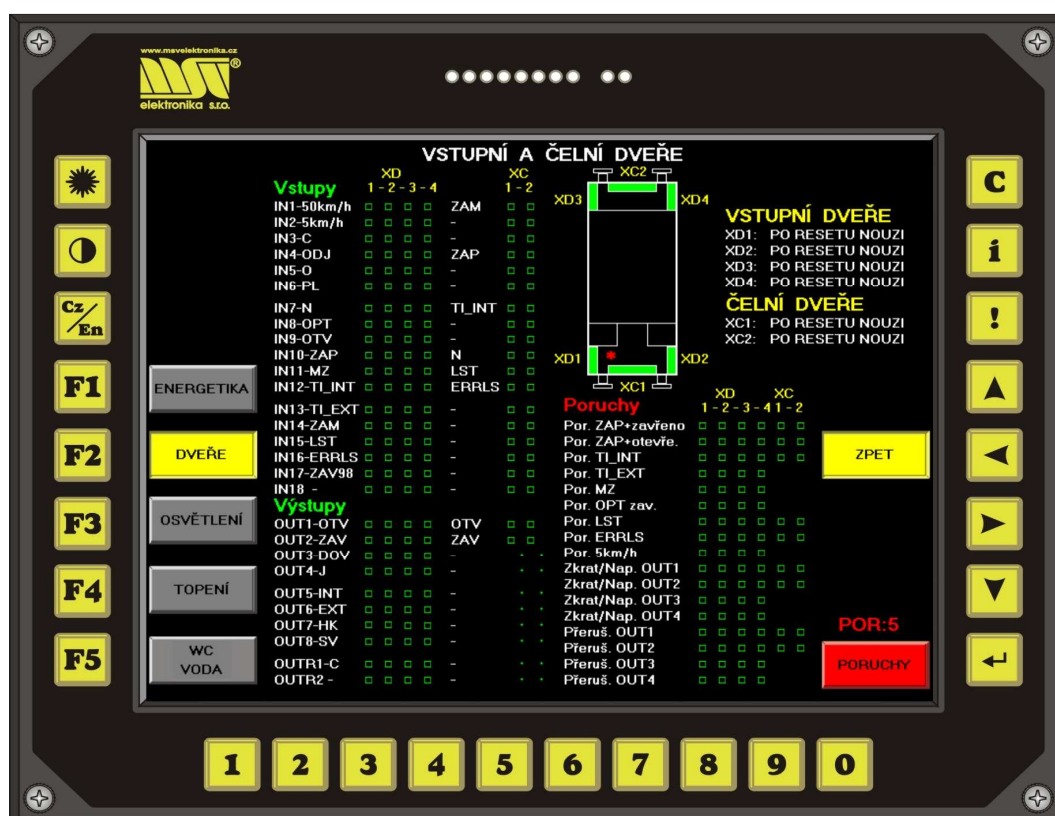 www.msvelektronika.cz
MSV®
elektronika s.r.o.
VSTUPNÍ A ČELNÍ DVEŘE
XD XC
Vstupy 1-2-3-4 1-2
IN1-50km/h ZAM
IN2-5km/h -
IN3-C -
IN4-ODJ ZAP
IN5-O -
IN6-PL -
IN7-N TI_INT
IN8-OPT -
IN9-OTV -
IN10-ZAP N
IN11-MZ LST
IN12-TI_INT ERRLS
IN13-TI_EXT -
IN14-ZAM -
IN15-LST -
IN16-ERRLS -
IN17-ZAV98 -
IN18 - -
Výstupy
OUT1-OTV OTV
OUT2-ZAV ZAV
OUT3-DOV -
OUT4-J -
OUT5-INT -
OUT6-EXT -
OUT7-HK -
OUT8-SV -
OUTR1-C -
OUTR2 - -
XC2
XD3 XD4
XD1 * XD2
XC1
VSTUPNÍ DVEŘE
XD1: PO RESETU NOUZI
XD2: PO RESETU NOUZI
XD3: PO RESETU NOUZI
XD4: PO RESETU NOUZI
ČELNÍ DVEŘE
XC1: PO RESETU NOUZI
XC2: PO RESETU NOUZI
XD XC
Poruchy 1-2-3-4 1-2
Por. ZAP+zavřeno
Por. ZAP+otevře.
Por. TI_INT
Por. TI_EXT
Por. MZ
Por. OPT zav.
Por. LST
Por. ERRLS
Por. 5km/h
Zkrat/Nap. OUT1
Zkrat/Nap. OUT2
Zkrat/Nap. OUT3
Zkrat/Nap. OUT4
Přeruš. OUT1
Přeruš. OUT2
Přeruš. OUT3
Přeruš. OUT4
ENERGETIKA
DVEŘE
OSVĚTLENÍ
TOPENÍ
WC
VODA
ZPET
POR:5
PORUCHY
Cz/En
F1
F2
F3
F4
F5
C
i
!
1 2 3 4 5 6 7 8 9 0